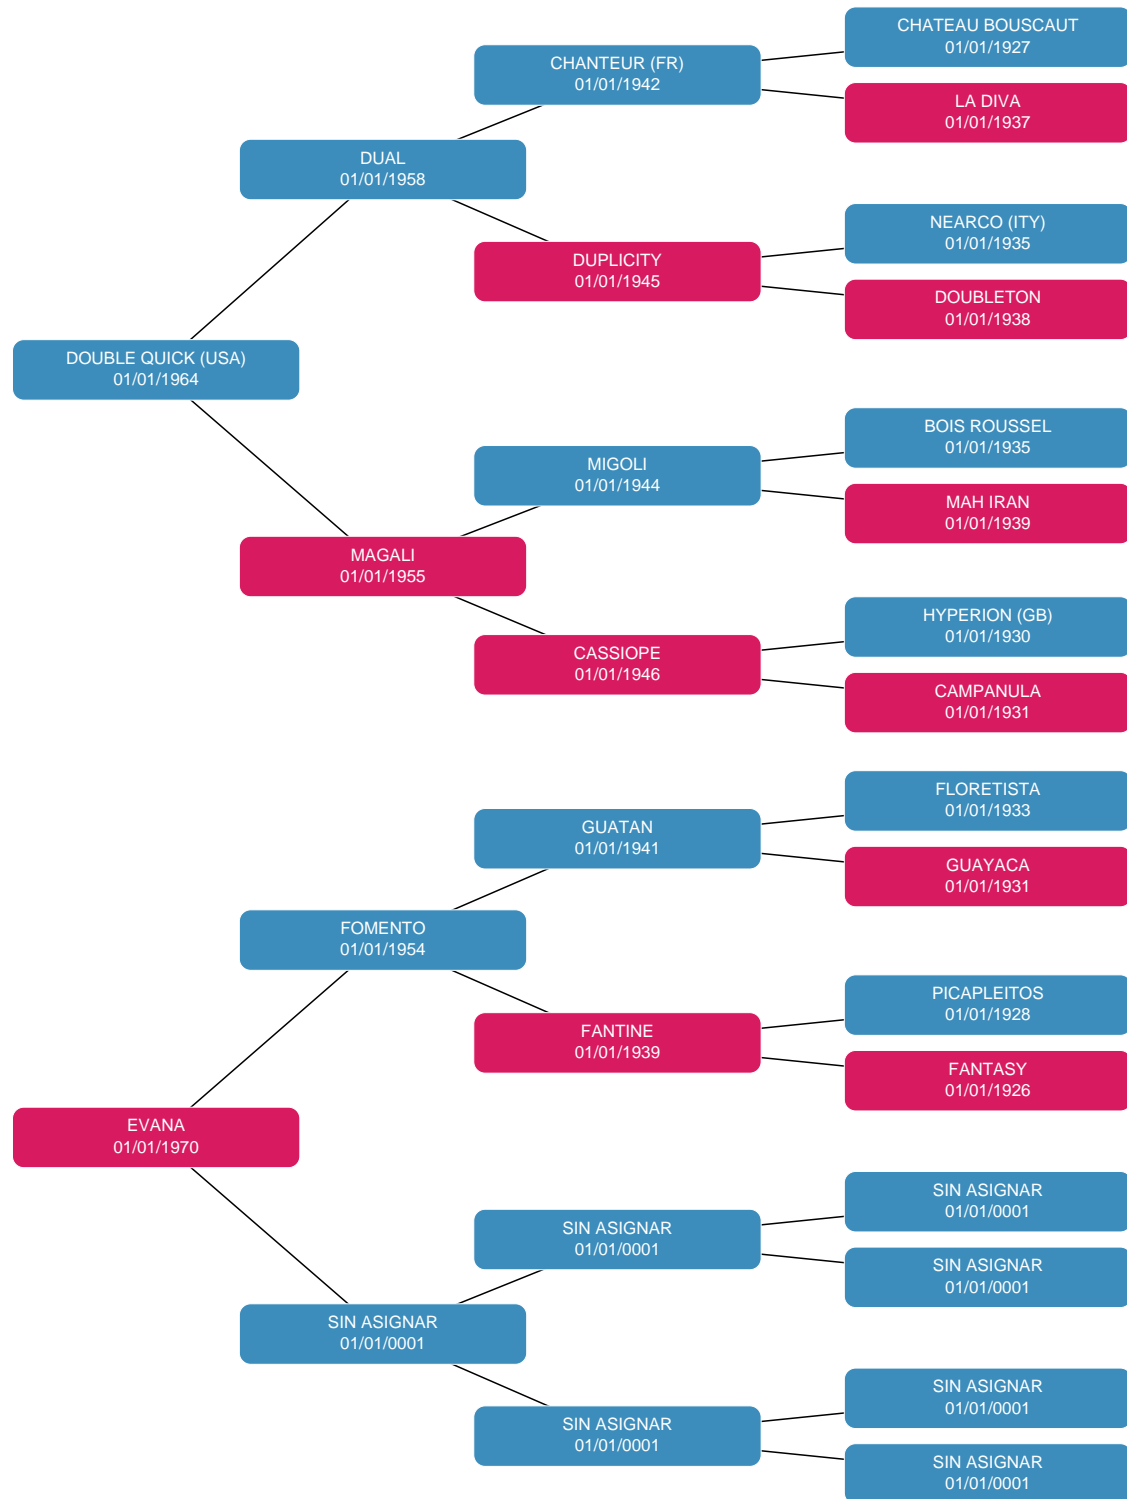 CHATEAU BOUSCAUT
01/01/1927
CHANTEUR (FR)
01/01/1942
LA DIVA
01/01/1937
DUAL
01/01/1958
NEARCO (ITY)
01/01/1935
DUPLICITY
01/01/1945
DOUBLETON
01/01/1938
DOUBLE QUICK (USA)
01/01/1964
BOIS ROUSSEL
01/01/1935
MIGOLI
01/01/1944
MAH IRAN
01/01/1939
MAGALI
01/01/1955
HYPERION (GB)
01/01/1930
CASSIOPE
01/01/1946
CAMPANULA
01/01/1931
FLORETISTA
01/01/1933
GUATAN
01/01/1941
GUAYACA
01/01/1931
FOMENTO
01/01/1954
PICAPLEITOS
01/01/1928
FANTINE
01/01/1939
FANTASY
01/01/1926
EVANA
01/01/1970
SIN ASIGNAR
01/01/0001
SIN ASIGNAR
01/01/0001
SIN ASIGNAR
01/01/0001
SIN ASIGNAR
01/01/0001
SIN ASIGNAR
01/01/0001
SIN ASIGNAR
01/01/0001
SIN ASIGNAR
01/01/0001